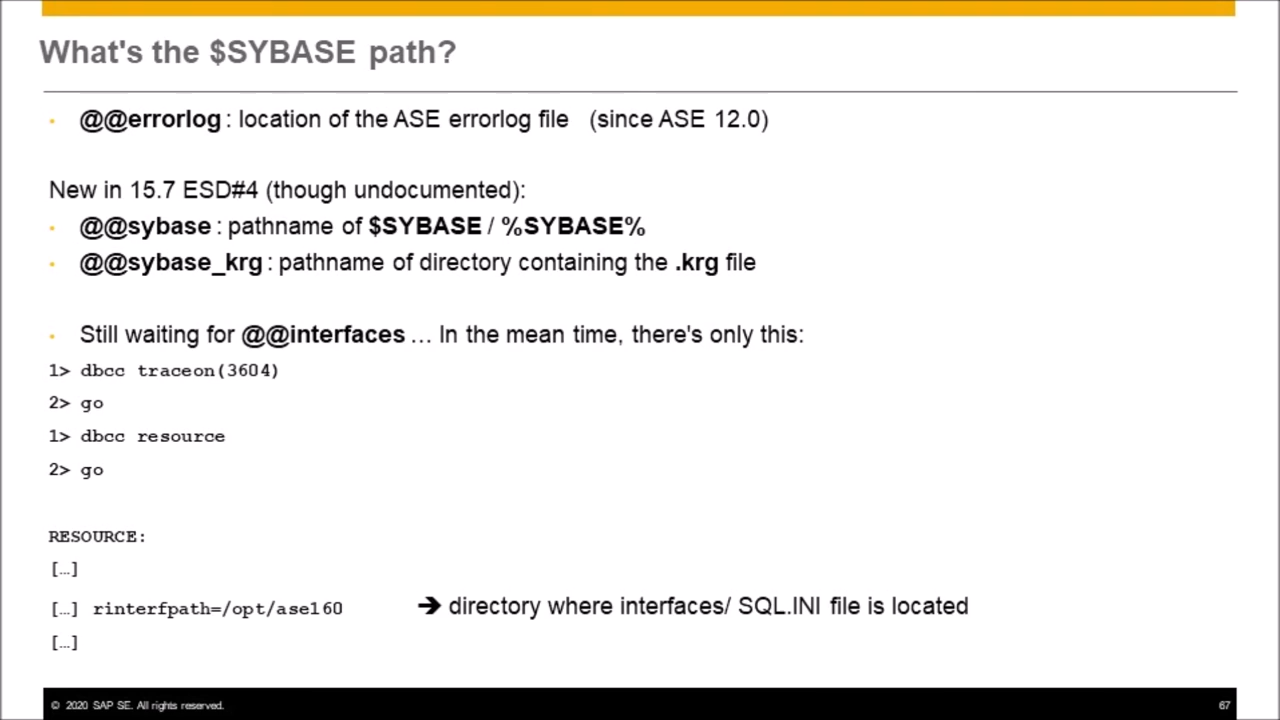 What's the $SYBASE path?
• @@errorlog : location of the ASE errorlog file (since ASE 12.0)
New in 15.7 ESD#4 (though undocumented):
• @@sybase : pathname of $SYBASE / %SYBASE%
• @@sybase_krg : pathname of directory containing the .krg file
• Still waiting for @@interfaces … In the mean time, there's only this:
1> dbcc traceon(3604)
2> go
1> dbcc resource
2> go
RESOURCE:
[…]
[…] rinterfpath=/opt/ase160 ➔ directory where interfaces/ SQL.INI file is located
[…]
© 2020 SAP SE. All rights reserved. 67